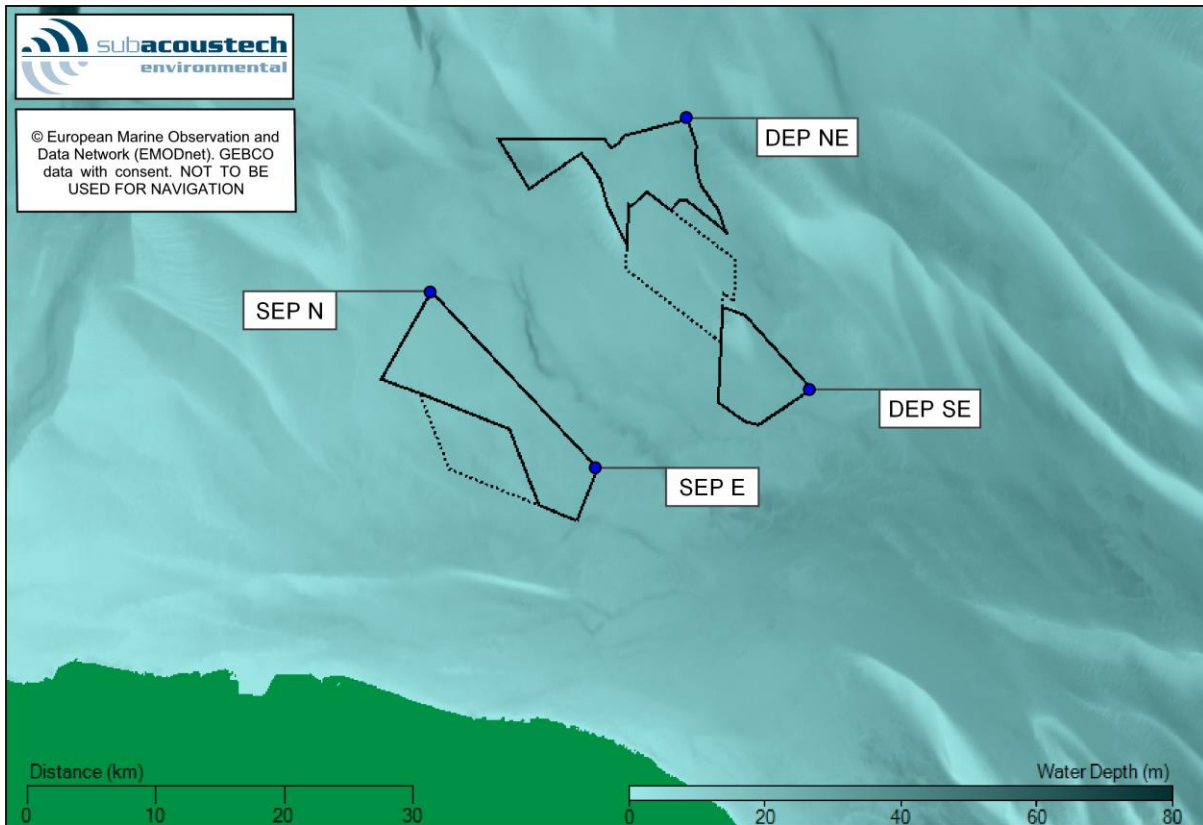 subacoustech
environmental
© European Marine Observation and
Data Network (EMODnet). GEBCO
data with consent. NOT TO BE
USED FOR NAVIGATION
DEP NE
SEP N
DEP SE
SEP E
Distance (km)
0 10 20 30
Water Depth (m)
0 20 40 60 80